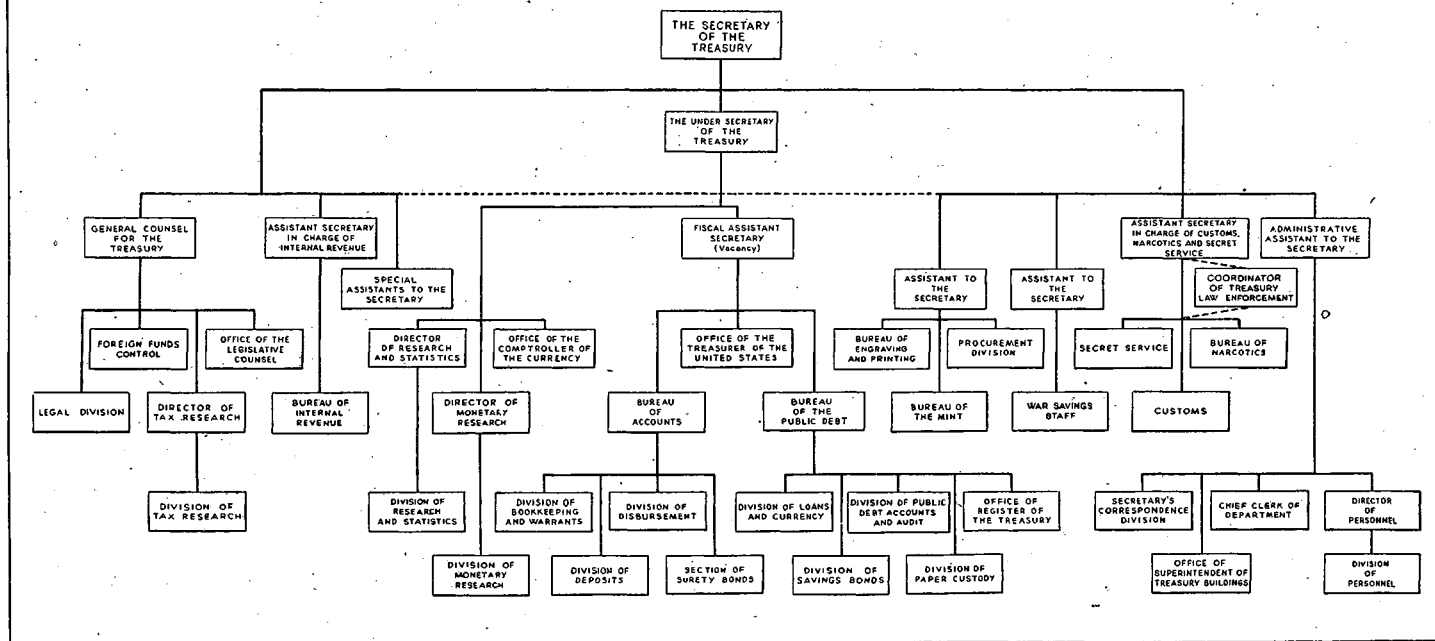 THE SECRETARY
OF THE
TREASURY
THE UNDER SECRETARY
OF THE
TREASURY
GENERAL COUNSEL
FOR THE
TREASURY
ASSISTANT SECRETARY
IN CHARGE OF
INTERNAL REVENUE
SPECIAL
ASSISTANTS TO THE
SECRETARY
FISCAL ASSISTANT
SECRETARY
(Vacancy)
ASSISTANT TO
THE
SECRETARY
ASSISTANT TO
THE
SECRETARY
ASSISTANT SECRETARY
IN CHARGE OF CUSTOMS,
NARCOTICS AND SECRET
SERVICE
ADMINISTRATIVE
ASSISTANT TO THE
SECRETARY
COORDINATOR
OF TREASURY
LAW ENFORCEMENT
FOREIGN FUNDS
CONTROL
OFFICE OF THE
LEGISLATIVE
COUNSEL
DIRECTOR
OF RESEARCH
AND STATISTICS
OFFICE OF THE
COMPTROLLER OF
THE CURRENCY
OFFICE OF THE
TREASURER OF THE
UNITED STATES
BUREAU OF
ENGRAVING
AND PRINTING
PROCUREMENT
DIVISION
SECRET SERVICE
BUREAU OF
NARCOTICS
LEGAL DIVISION
DIRECTOR OF
TAX RESEARCH
BUREAU OF
INTERNAL
REVENUE
DIRECTOR OF
MONETARY
RESEARCH
BUREAU
OF
ACCOUNTS
BUREAU
OF THE
PUBLIC DEBT
BUREAU OF
THE MINT
WAR SAVINGS
STAFF
CUSTOMS
DIVISION OF
TAX RESEARCH
DIVISION OF
RESEARCH
AND STATISTICS
DIVISION OF
BOOKKEEPING
AND WARRANTS
DIVISION OF
DISBURSEMENT
DIVISION OF LOANS
AND CURRENCY
DIVISION OF PUBLIC
DEBT ACCOUNTS
AND AUDIT
OFFICE OF
REGISTER OF
THE TREASURY
SECRETARY'S
CORRESPONDENCE
DIVISION
CHIEF CLERK OF
DEPARTMENT
DIRECTOR
OF
PERSONNEL
DIVISION OF
MONETARY
RESEARCH
DIVISION OF
DEPOSITS
SECTION OF
SURETY BONDS
DIVISION OF
SAVINGS BONDS
DIVISION OF
PAPER CUSTODY
OFFICE OF
SUPERINTENDENT OF
TREASURY BUILDINGS
DIVISION
OF
PERSONNEL